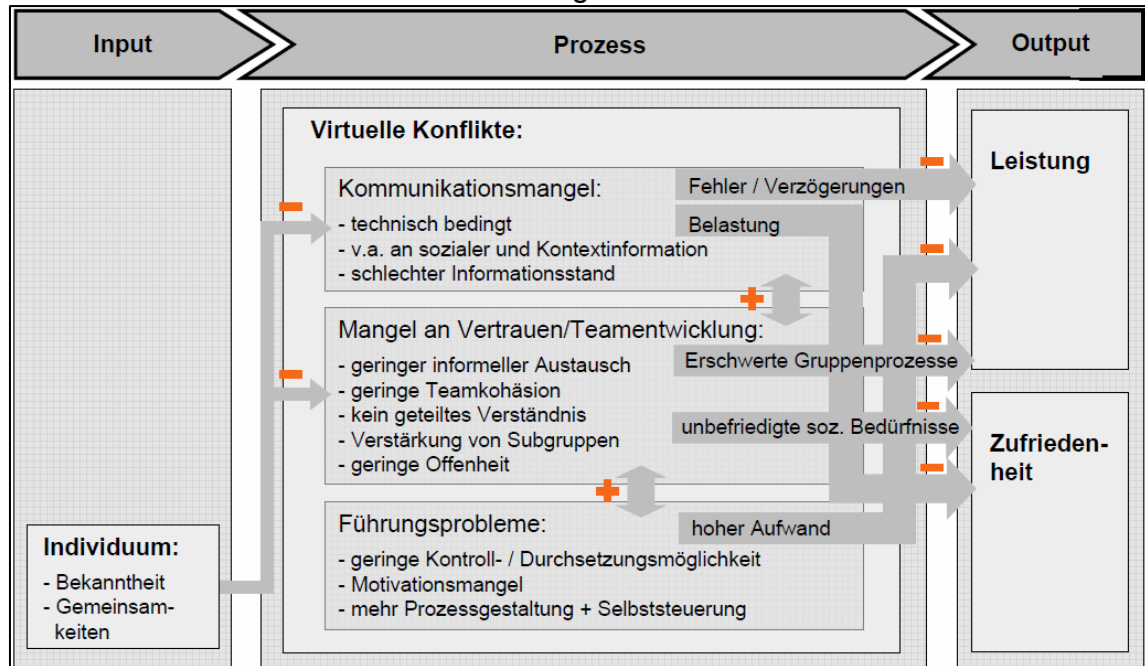 Input
Prozess
Output
Virtuelle Konflikte:
Kommunikationsmangel:
- technisch bedingt
- v.a. an sozialer und Kontextinformation
- schlechter Informationsstand
Fehler / Verzögerungen
Belastung
Mangel an Vertrauen/Teamentwicklung:
- geringer informeller Austausch
- geringe Teamkohäsion
- kein geteiltes Verständnis
- Verstärkung von Subgruppen
- geringe Offenheit
Erschwerte Gruppenprozesse
unbefriedigte soz. Bedürfnisse
Führungsprobleme:
- geringe Kontroll- / Durchsetzungsmöglichkeit
- Motivationsmangel
- mehr Prozessgestaltung + Selbststeuerung
hoher Aufwand
Individuum:
- Bekanntheit
- Gemeinsam-
keiten
Leistung
Zufrieden-
heit